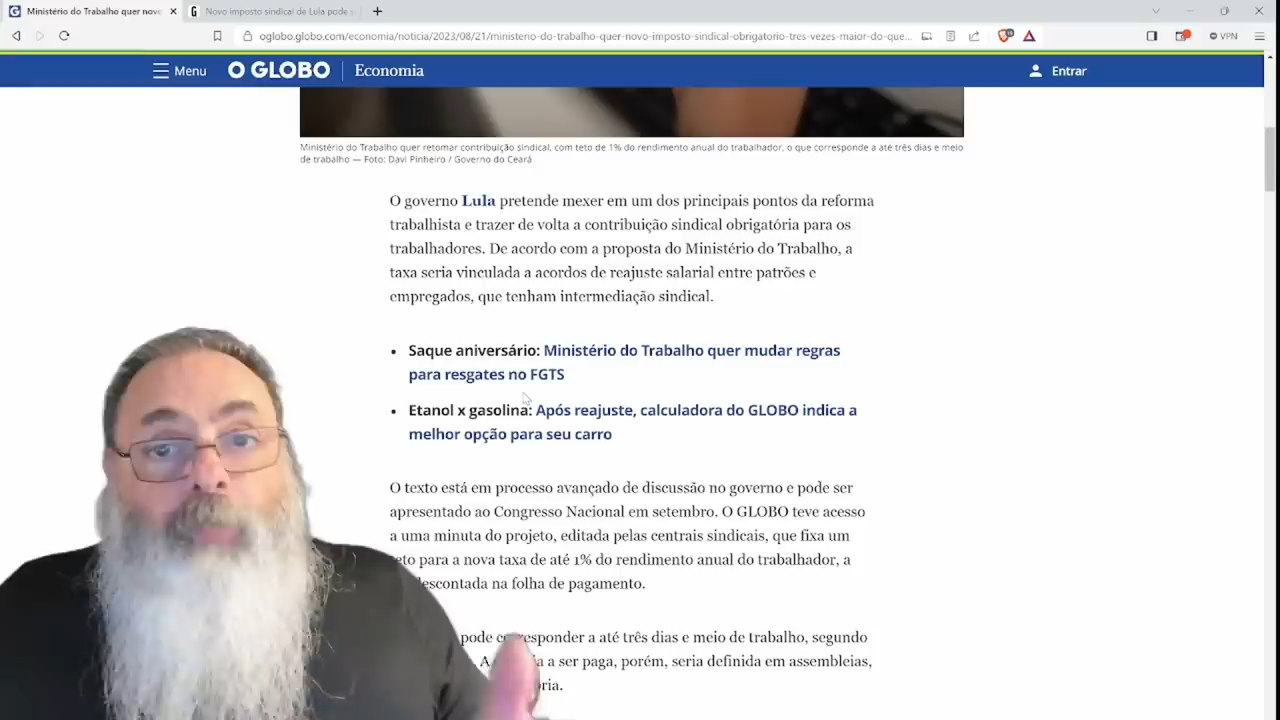 Ministério do Trabalho quer nove
Novo imposto sindical de Lula pode s
oglobo.globo.com/economia/noticia/2023/08/21/ministerio-do-trabalho-quer-novo-imposto-sindical-obrigatorio-tres-vezes-maior-do-que...
VPN
Menu
O GLOBO
Economia
Entrar
Ministério do Trabalho quer retomar contribuição sindical, com teto de 1% do rendimento anual do trabalhador, o que corresponde a até três dias e meio
de trabalho — Foto: Davi Pinheiro / Governo do Ceará
O governo Lula pretende mexer em um dos principais pontos da reforma
trabalhista e trazer de volta a contribuição sindical obrigatória para os
trabalhadores. De acordo com a proposta do Ministério do Trabalho, a
taxa seria vinculada a acordos de reajuste salarial entre patrões e
empregados, que tenham intermediação sindical.
• Saque aniversário: Ministério do Trabalho quer mudar regras
para resgates no FGTS
• Etanol x gasolina: Após reajuste, calculadora do GLOBO indica a
melhor opção para seu carro
O texto está em processo avançado de discussão no governo e pode ser
apresentado ao Congresso Nacional em setembro. O GLOBO teve acesso
a uma minuta do projeto, editada pelas centrais sindicais, que fixa um
teto para a nova taxa de até 1% do rendimento anual do trabalhador, a
descontada na folha de pagamento.
pode corresponder a até três dias e meio de trabalho, segundo
a ser paga, porém, seria definida em assembleias,